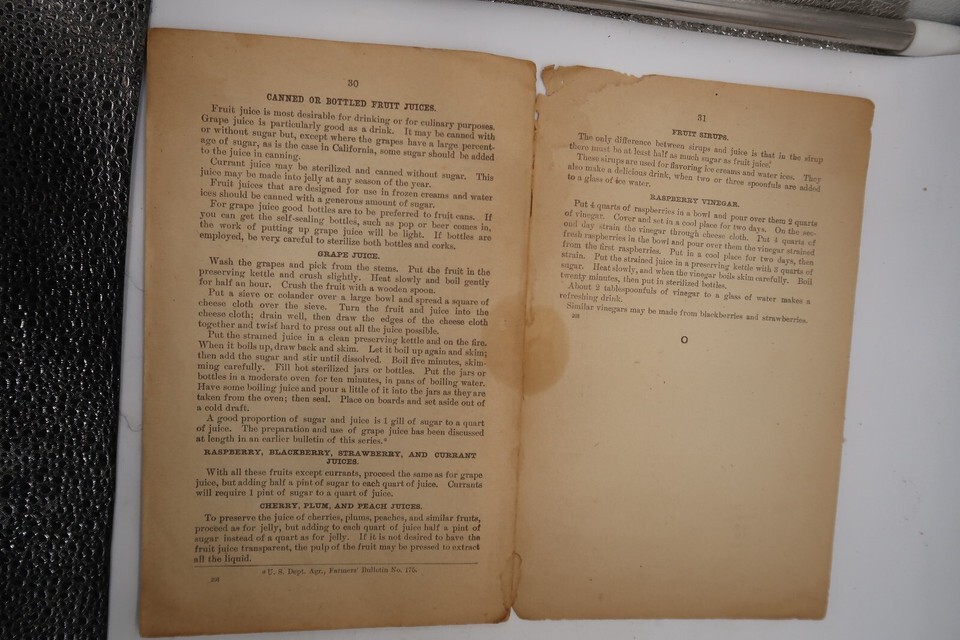 30
CANNED OR BOTTLED FRUIT JUICES.
Fruit juice is most desirable for drinking or for culinary purposes.
Grape juice is particularly good as a drink. It may be canned with
or without sugar but, except where the grapes have a large percent-
age of sugar, as is the case in California, some sugar should be added
to the juice in canning.
Currant juice may be sterilized and canned without sugar. This
juice may be made into jelly at any season of the year.
Fruit juices that are designed for use in frozen creams and water
ices should be canned with a generous amount of sugar.
For grape juice good bottles are to be preferred to fruit cans. If
you can get the self-sealing bottles, such as pop or beer comes in,
the work of putting up grape juice will be light. If bottles are
employed, be very careful to sterilize both bottles and corks.
GRAPE JUICE.
Wash the grapes and pick from the stems. Put the fruit in the
preserving kettle and crush slightly. Heat slowly and boil gently
for half an hour. Crush the fruit with a wooden spoon.
Put a sieve or colander over a large bowl and spread a square of
cheese cloth over the sieve. Turn the fruit and juice into the
cheese cloth; drain well, then draw the edges of the cheese cloth
together and twist hard to press out all the juice possible.
Put the strained juice in a clean preserving kettle and on the fire.
When it boils up, draw back and skim. Let it boil up again and skim;
then add the sugar and stir until dissolved. Boil five minutes, skim-
ming carefully. Fill hot sterilized jars or bottles. Put the jars or
bottles in a moderate oven for ten minutes, in pans of boiling water.
Have some boiling juice and pour a little of it into the jars as they are
taken from the oven; then seal. Place on boards and set aside out of
a cold draft.
A good proportion of sugar and juice is 1 gill of sugar to a quart
of juice. The preparation and use of grape juice has been discussed
at length in an earlier bulletin of this series.a
RASPBERRY, BLACKBERRY, STRAWBERRY, AND CURRANT
JUICES.
With all these fruits except currants, proceed the same as for grape
juice, but adding half a pint of sugar to each quart of juice. Currants
will require 1 pint of sugar to a quart of juice.
CHERRY, PLUM, AND PEACH JUICES.
To preserve the juice of cherries, plums, peaches, and similar fruits,
proceed as for jelly, but adding to each quart of juice half a pint of
sugar instead of a quart as for jelly. If it is not desired to have the
fruit juice transparent, the pulp of the fruit may be pressed to extract
all the liquid.
a U. S. Dept. Agr., Farmers' Bulletin No. 175.
203
31
FRUIT SIRUPS.
The only difference between sirups and juice is that in the sirup
there must be at least half as much sugar as fruit juice.
These sirups are used for flavoring ice creams and water ices. They
also make a delicious drink, when two or three spoonfuls are added
to a glass of ice water.
RASPBERRY VINEGAR.
Put 4 quarts of raspberries in a bowl and pour over them 2 quarts
of vinegar. Cover and set in a cool place for two days. On the sec-
ond day strain the vinegar through cheese cloth. Put 4 quarts of
fresh raspberries in the bowl and pour over them the vinegar strained
from the first raspberries. Put in a cool place for two days, then
strain. Put the strained juice in a preserving kettle with 3 quarts of
sugar. Heat slowly, and when the vinegar boils skim carefully. Boil
twenty minutes, then put in sterilized bottles.
About 2 tablespoonfuls of vinegar to a glass of water makes a
refreshing drink.
Similar vinegars may be made from blackberries and strawberries.
203
O